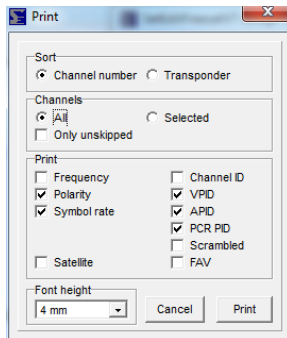 Print
Sort
Channel number Transponder
Channels
All Selected
Only unskipped
Print
Frequency Channel ID
Polarity VPID
Symbol rate APID
PCR PID
Scrambled
Satellite FAV
Font height
4 mm Cancel Print